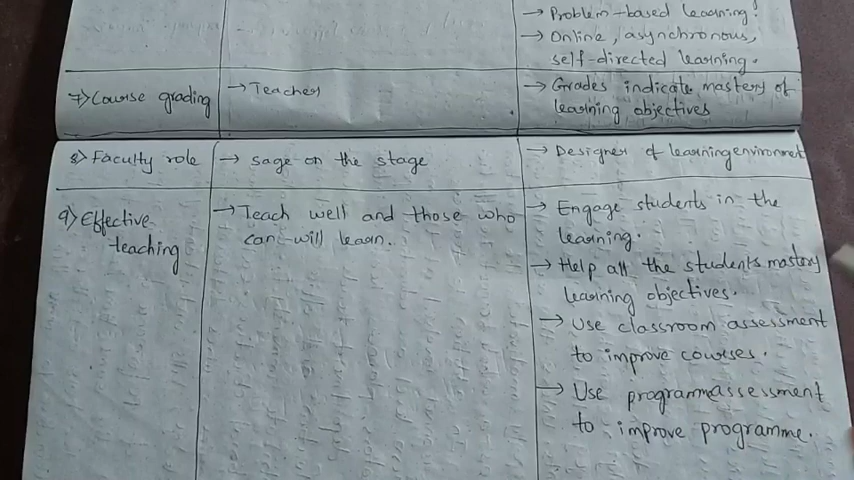 → Problem-based learning.
→ Online, asynchronous,
self-directed learning.
7) Course grading → Teacher → Grades indicate mastery of
learning objectives
8) Faculty role → sage on the stage → Designer of learning environment
9) Effective → Teach well and those who → Engage students in the
teaching can will learn. learning.
→ Help all the students mastery
learning objectives.
→ Use classroom assessment
to improve courses.
→ Use programmassessment
to improve programme.